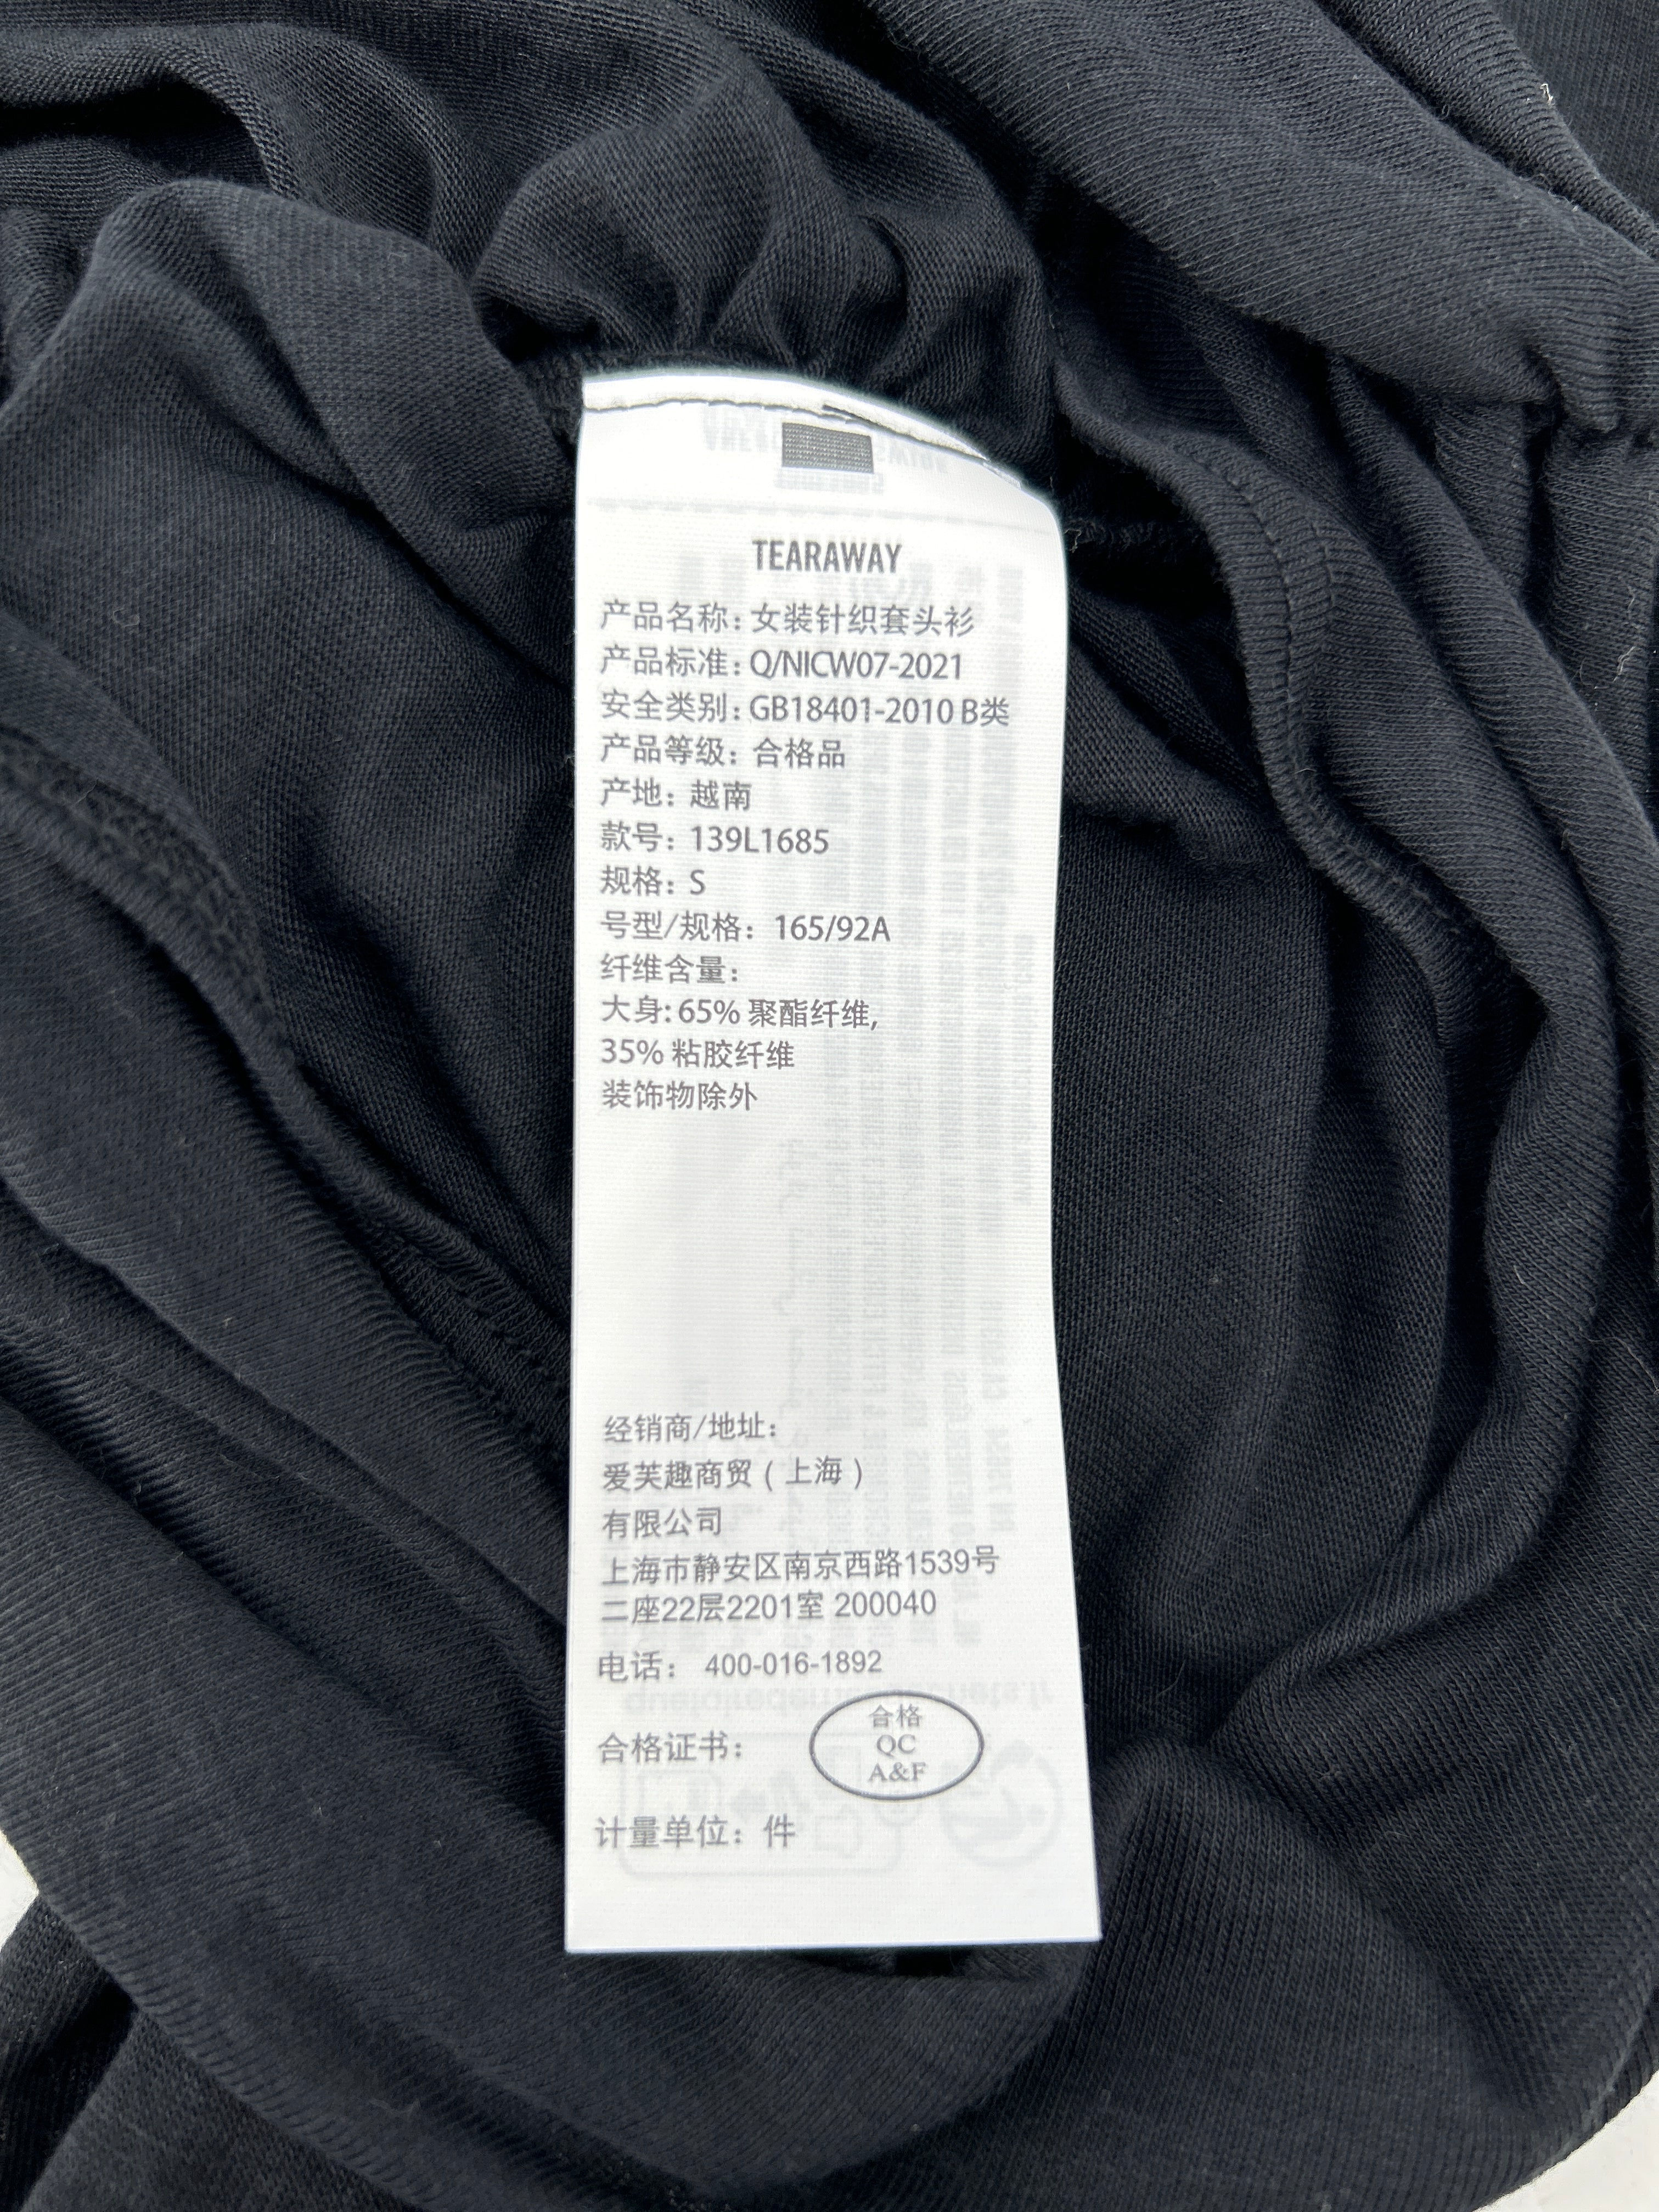 TEARAWAY
产品名称：女装针织套头衫
产品标准：Q/NICW07-2021
安全类别：GB18401-2010 B类
产品等级：合格品
产地：越南
款号：139L1685
规格：S
号型/规格：165/92A
纤维含量：
大身: 65% 聚酯纤维,
35% 粘胶纤维
装饰物除外
经销商/地址：
爱芙趣商贸（上海）
有限公司
上海市静安区南京西路1539号
二座22层2201室 200040
电话： 400-016-1892
合格证书：
合格
QC
A&F
计量单位：件